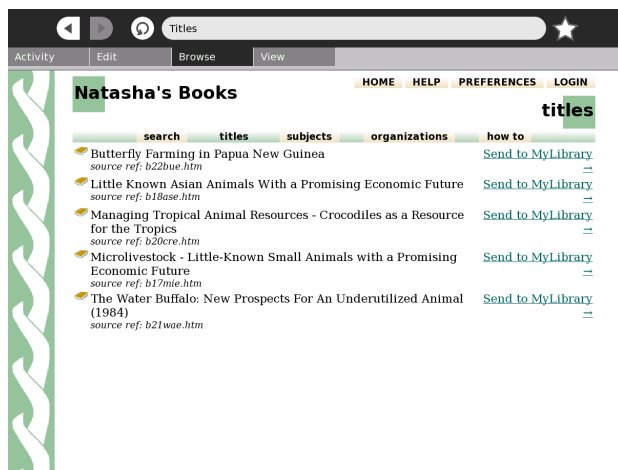 Titles
Activity Edit Browse View
HOME HELP PREFERENCES LOGIN
Natasha's Books
titles
search titles subjects organizations how to
Butterfly Farming in Papua New Guinea Send to MyLibrary
source ref: b22bue.htm →
Little Known Asian Animals With a Promising Economic Future Send to MyLibrary
source ref: b18ase.htm →
Managing Tropical Animal Resources - Crocodiles as a Resource Send to MyLibrary
for the Tropics →
source ref: b20cre.htm
Microlivestock - Little-Known Small Animals with a Promising Send to MyLibrary
Economic Future →
source ref: b17mie.htm
The Water Buffalo: New Prospects For An Underutilized Animal Send to MyLibrary
(1984) →
source ref: b21wae.htm